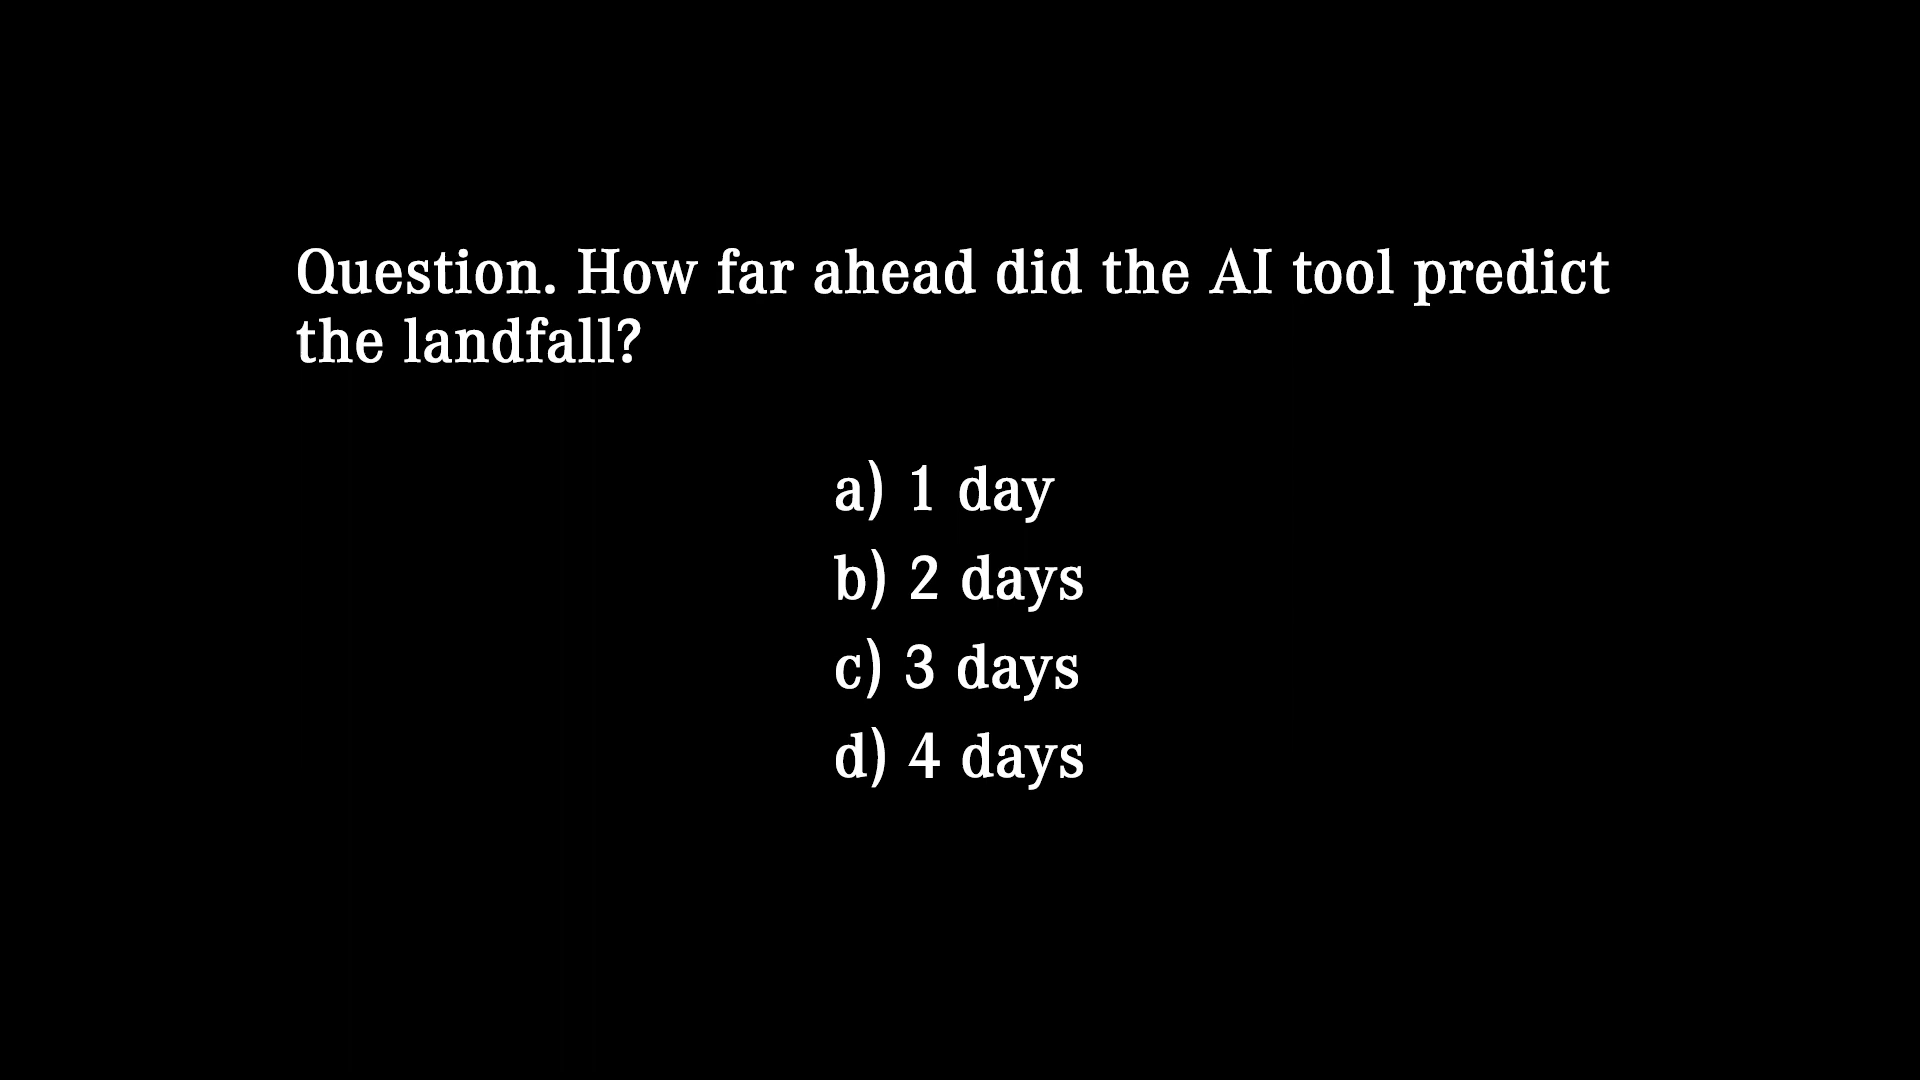 Question. How far ahead did the AI tool predict
the landfall?
a) 1 day
b) 2 days
c) 3 days
d) 4 days